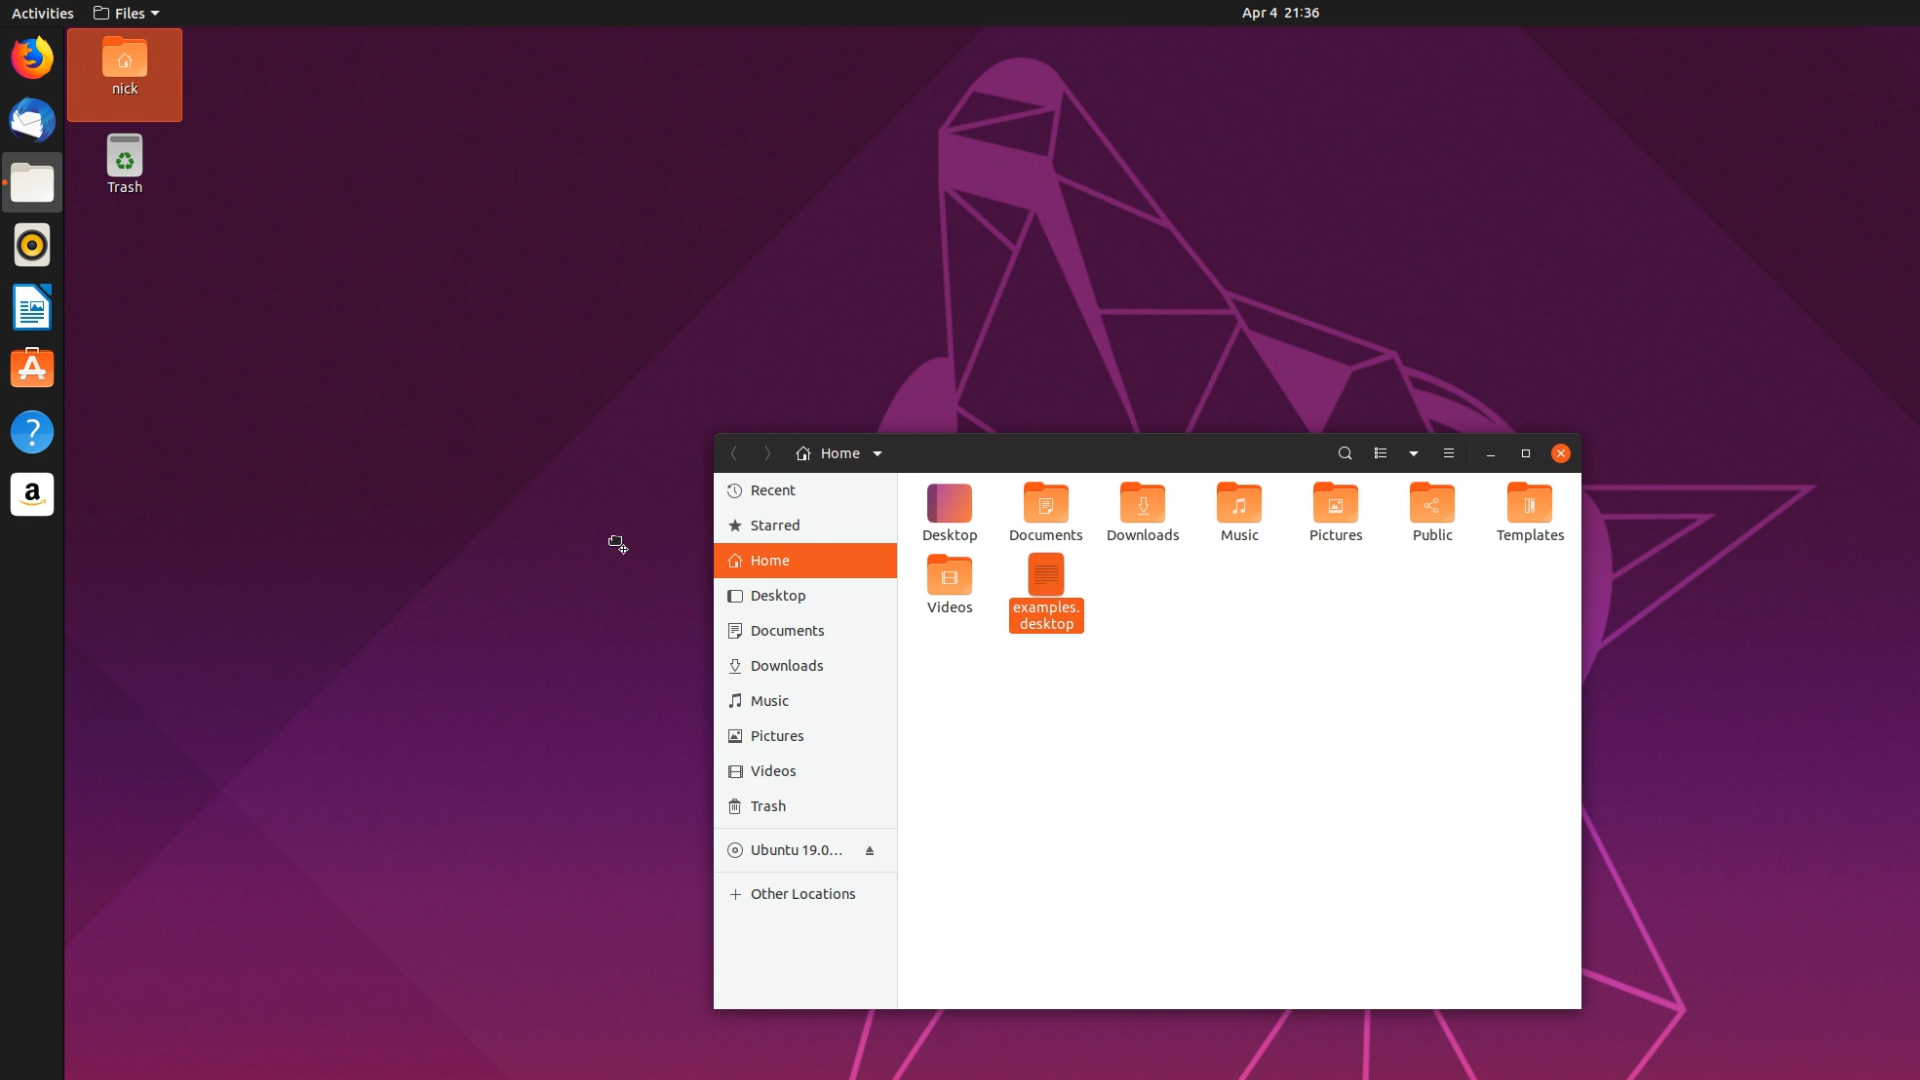 Activities Files Apr 4 21:36
nick
Trash
Home
Recent
Starred
Home
Desktop
Documents
Downloads
Music
Pictures
Videos
Trash
Ubuntu 19.0...
Other Locations
Desktop Documents Downloads Music Pictures Public Templates
Videos examples.
desktop
a
?